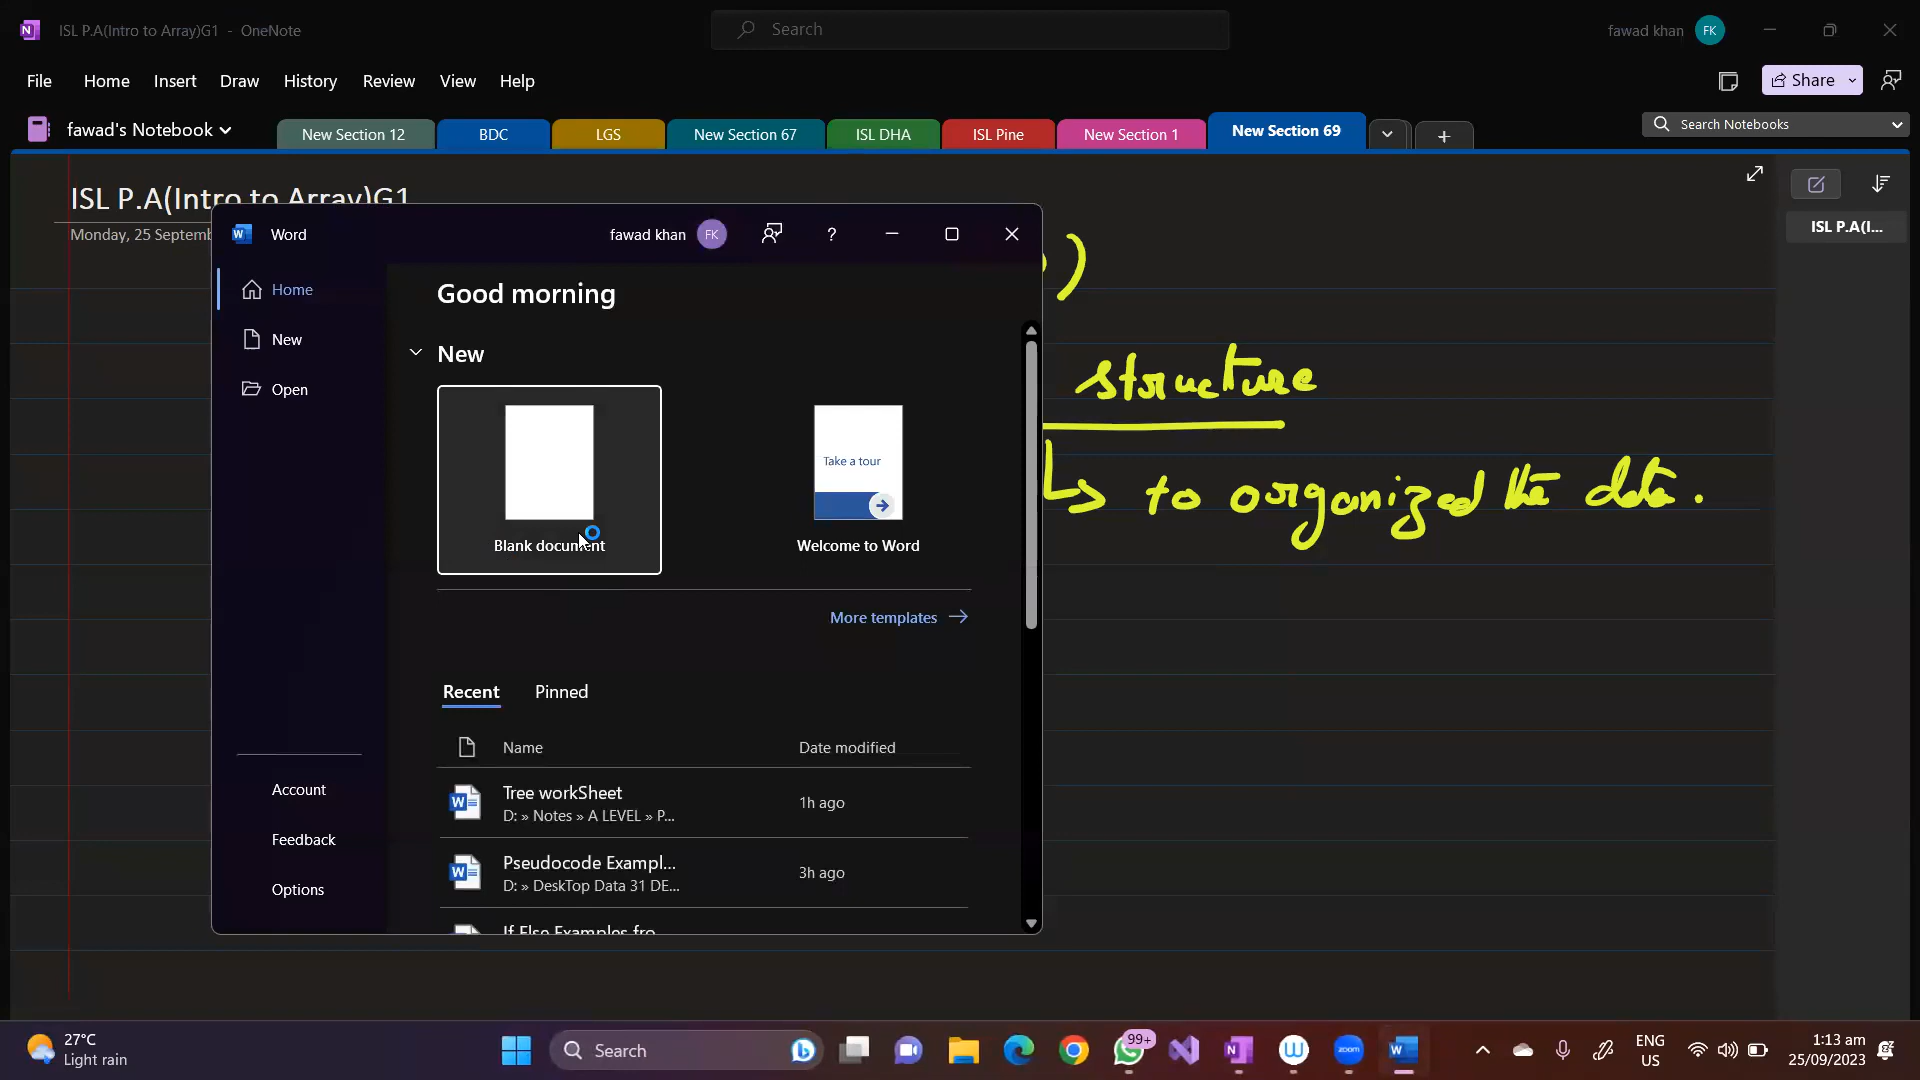 ISL P.A(Intro to Array)G1 - OneNote
Search
fawad khan
FK
File Home Insert Draw History Review View Help
Share
fawad's Notebook
New Section 12
BDC
LGS
New Section 67
ISL DHA
ISL Pine
New Section 1
New Section 69
+
Search Notebooks
ISL P.A(Intro to Array)G1
Monday, 25 Septemb
ISL P.A(I...
)
structure
to organized the data.
Word
fawad khan
FK
?
Home
New
Open
Account
Feedback
Options
Good morning
New
Blank document
Take a tour
Welcome to Word
More templates
Recent Pinned
Name Date modified
Tree workSheet
D: » Notes » A LEVEL » P...
1h ago
Pseudocode Exampl...
D: » DeskTop Data 31 DE...
3h ago
If Else Examples fro
27°C
Light rain
Search
99+
zoom
ENG
US
1:13 am
25/09/2023